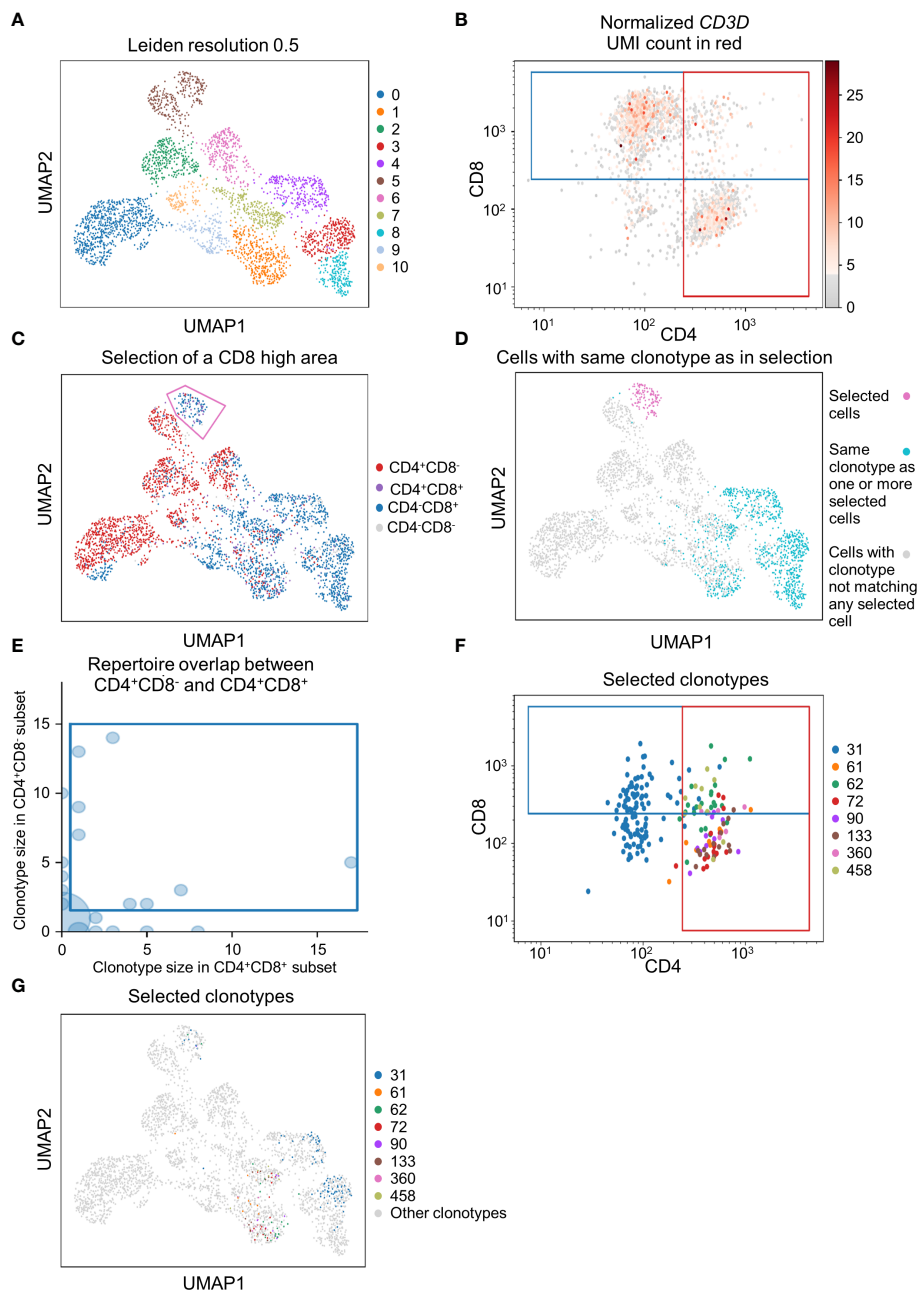 A
Leiden resolution 0.5
UMAP2
UMAP1
0
1
2
3
4
5
6
7
8
9
10
B
Normalized CD3D
UMI count in red
CD8
10³
10²
10¹
10¹
10²
10³
CD4
25
20
15
10
5
0
C
Selection of a CD8 high area
UMAP2
UMAP1
CD4⁺CD8⁻
CD4⁺CD8⁺
CD4⁻CD8⁺
CD4⁻CD8⁻
D
Cells with same clonotype as in selection
UMAP2
UMAP1
Selected
cells
Same
clonotype as
one or more
selected
cells
Cells with
clonotype
not matching
any selected
cell
E
Repertoire overlap between
CD4⁺CD8⁻ and CD4⁺CD8⁺
Clonotype size in CD4⁺CD8⁻ subset
15
10
5
0
0
5
10
15
Clonotype size in CD4⁺CD8⁺ subset
F
Selected clonotypes
CD8
10³
10²
10¹
10¹
10²
10³
CD4
31
61
62
72
90
133
360
458
G
Selected clonotypes
UMAP2
UMAP1
31
61
62
72
90
133
360
458
Other clonotypes